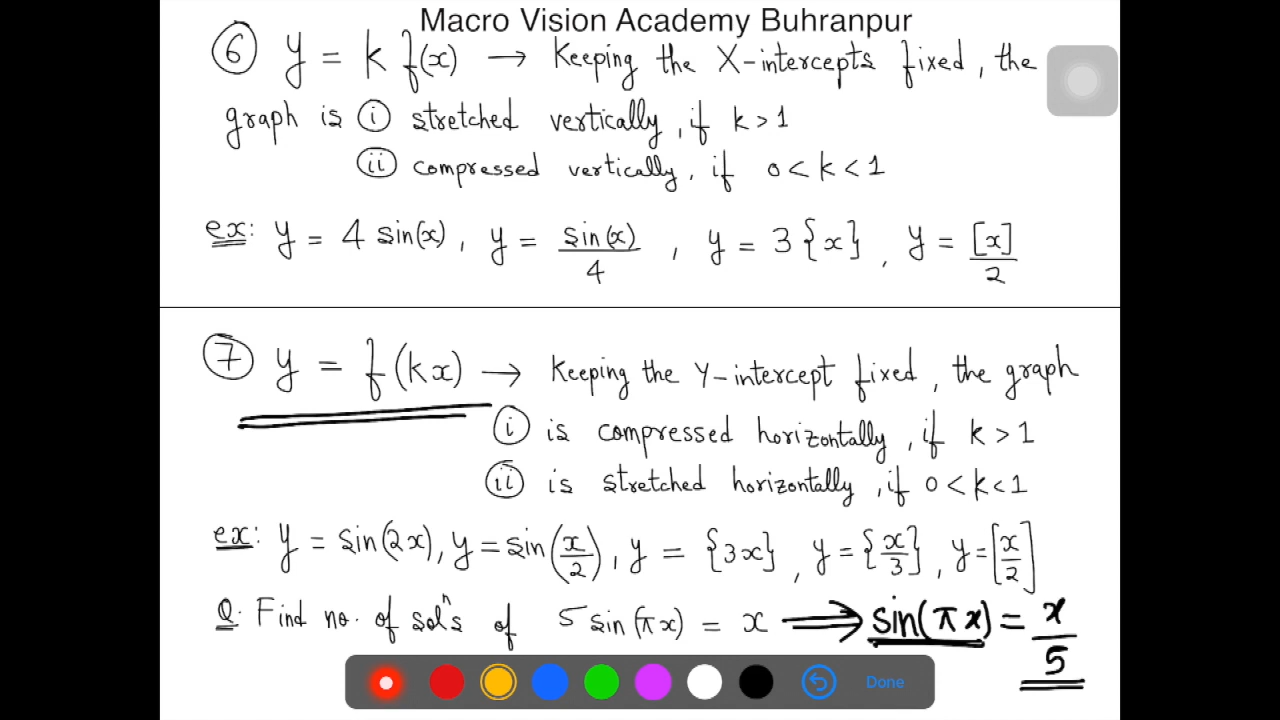 Macro Vision Academy Buhranpur
⑥ y = k f(x) → Keeping the X-intercepts fixed, the
graph is (i) stretched vertically, if k > 1
(ii) compressed vertically, if 0 < k < 1
ex: y = 4 sin(x), y = sin(x)/4, y = 3{x}, y = [x]/2
⑦ y = f(kx) → Keeping the Y-intercept fixed, the graph
(i) is compressed horizontally, if k > 1
(ii) is stretched horizontally, if 0 < k < 1
ex: y = sin(2x), y = sin(x/2), y = {3x}, y = {x/3}, y = [x/2]
Q. Find no. of solⁿs of 5 sin(πx) = x ⟹ sin(πx) = x/5
Done